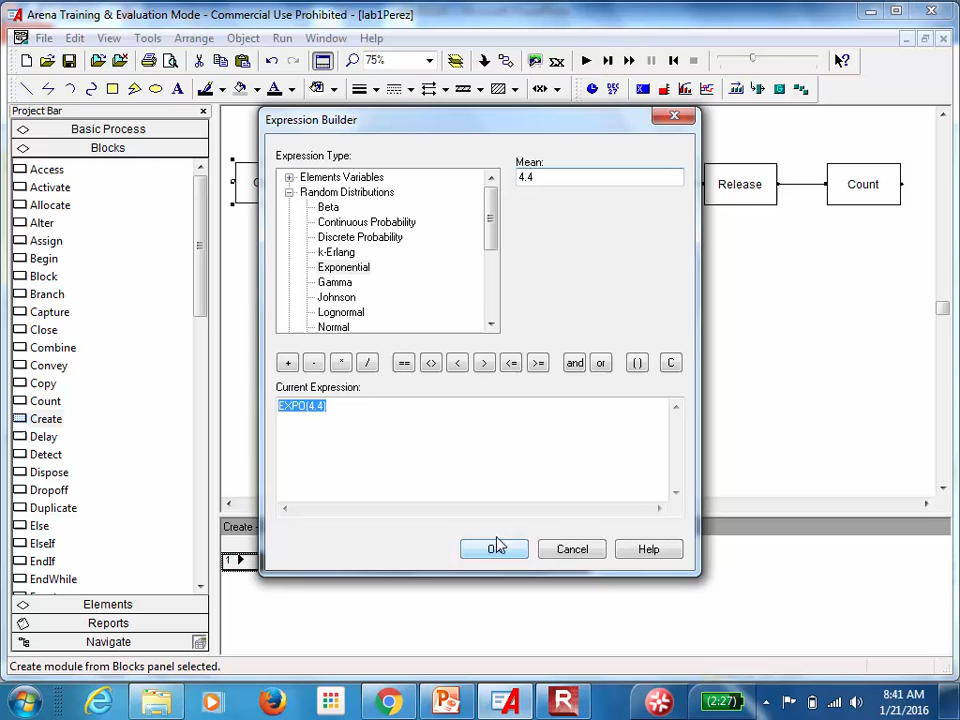 Arena Training & Evaluation Mode - Commercial Use Prohibited - [lab1Perez]
File Edit View Tools Arrange Object Run Window Help
75%
Project Bar
Basic Process
Blocks
Access
Activate
Allocate
Alter
Assign
Begin
Block
Branch
Capture
Close
Combine
Convey
Copy
Count
Create
Delay
Detect
Dispose
Dropoff
Duplicate
Else
ElseIf
EndIf
EndWhile
Elements
Reports
Navigate
Expression Builder
Expression Type:
Elements Variables
Random Distributions
Beta
Continuous Probability
Discrete Probability
k-Erlang
Exponential
Gamma
Johnson
Lognormal
Normal
Mean:
4.4
+ - * / == <> < > <= >= and or () C
Current Expression:
EXPO(4.4)
Cancel Help
Release
Count
Create -
1
Create module from Blocks panel selected.
(2:27)
8:41 AM
1/21/2016